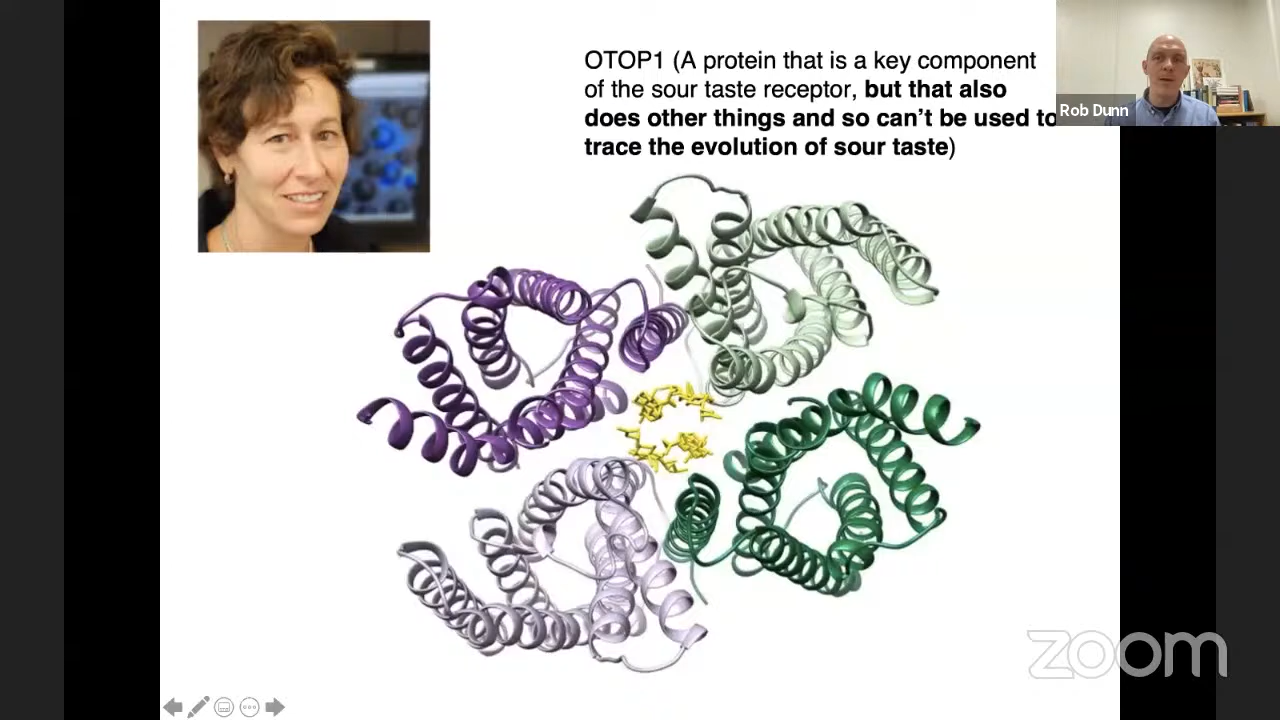 OTOP1 (A protein that is a key component
of the sour taste receptor, but that also
does other things and so can’t be used to
trace the evolution of sour taste)
Rob Dunn
zoom